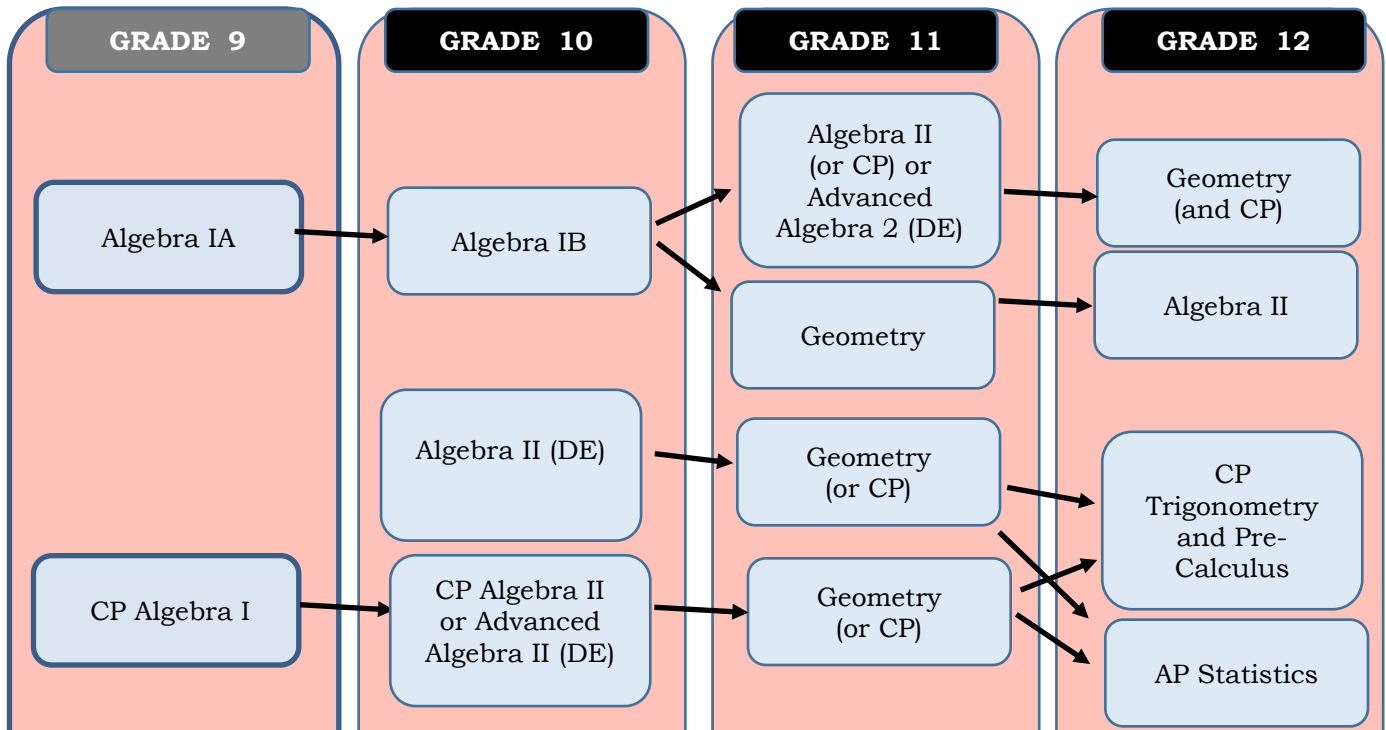 GRADE 9
GRADE 10
GRADE 11
GRADE 12
Algebra IA
Algebra IB
Algebra II
(or CP) or
Advanced
Algebra 2 (DE)
Geometry
(and CP)
Geometry
Algebra II
Algebra II (DE)
Geometry
(or CP)
CP
Trigonometry
and Pre-
Calculus
CP Algebra I
CP Algebra II
or Advanced
Algebra II (DE)
Geometry
(or CP)
AP Statistics